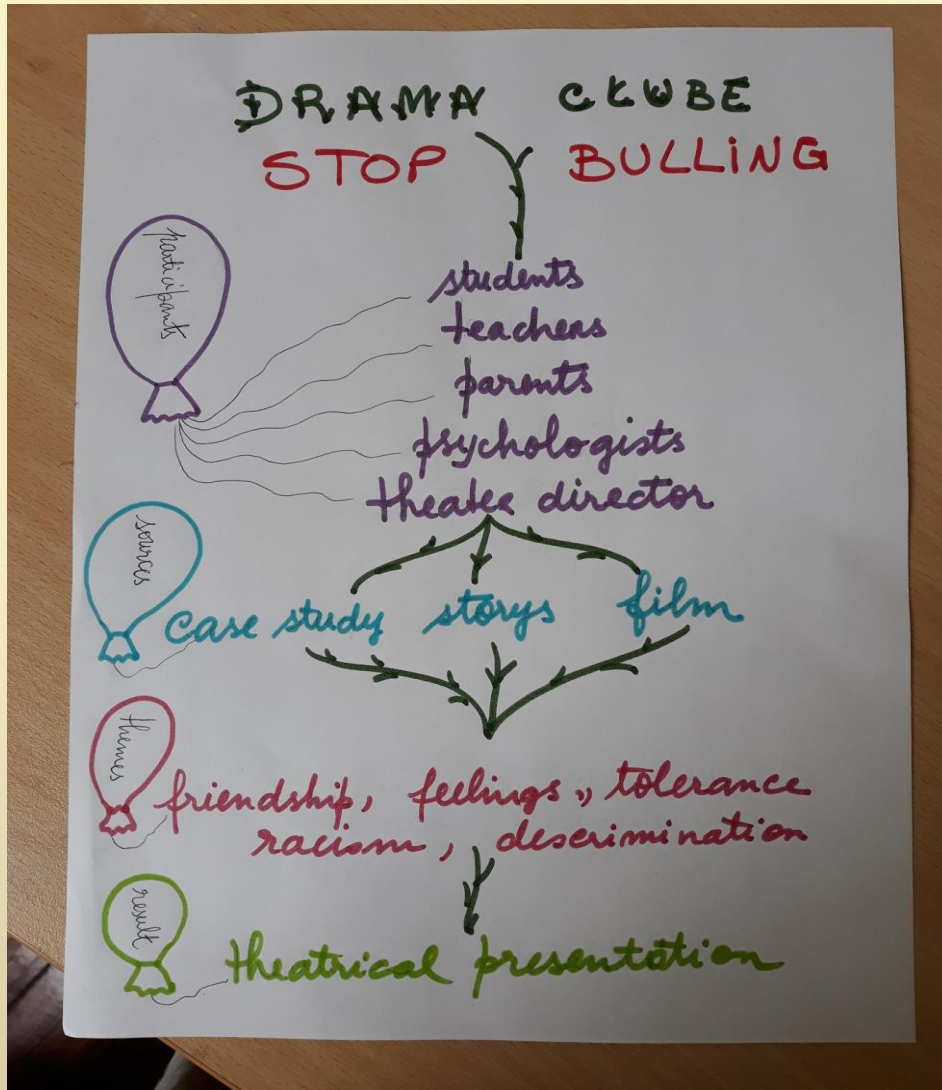 DRAMA CLUBE
STOP BULLING
participants
students
teachers
parents
psychologists
theater director
sources
case study storys film
themes
friendship, feelings, tolerance
racism, descrimination
result
theatrical presentation